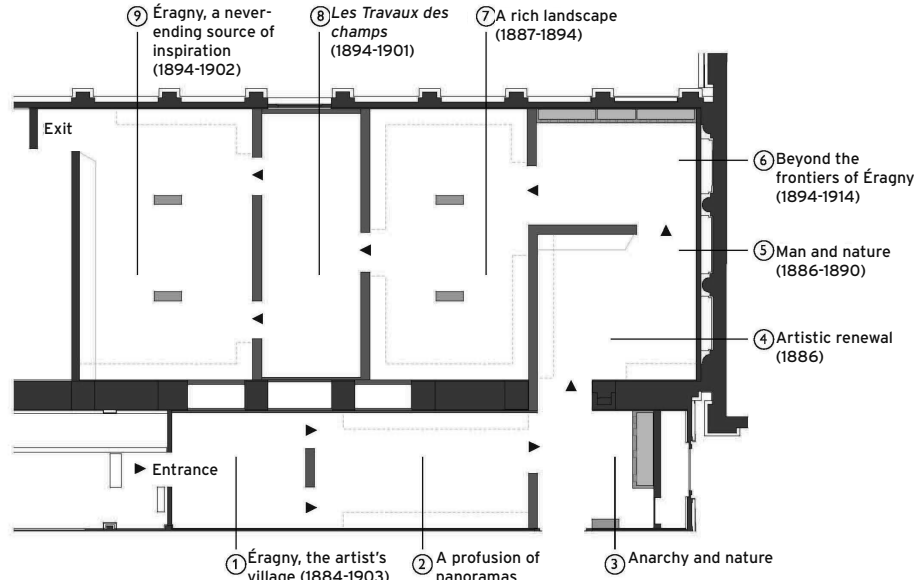 ⑨ Éragny, a never-
ending source of
inspiration
(1894-1902)
⑧ Les Travaux des
champs
(1894-1901)
⑦ A rich landscape
(1887-1894)
Exit
⑥ Beyond the
frontiers of Éragny
(1894-1914)
⑤ Man and nature
(1886-1890)
④ Artistic renewal
(1886)
Entrance
① Éragny, the artist’s
village (1884-1903)
② A profusion of
panoramas
③ Anarchy and nature